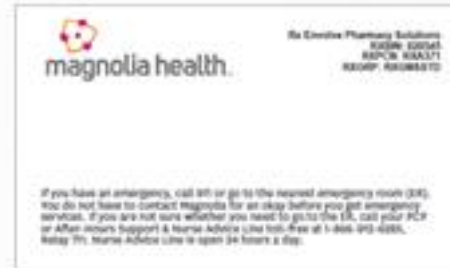 magnolia health.
Rx Envolve Pharmacy Solutions
RXBIN:
RXPCN:
RXGRP:
If you have an emergency, call 911 or go to the nearest emergency room (ER).
You do not have to contact Magnolia for an okay before you get emergency
services. If you are not sure whether you need to go to the ER, call your PCP
or After Hours Support & Nurse Advice Line toll-free at
Relay 711. Nurse Advice Line is open 24 hours a day.